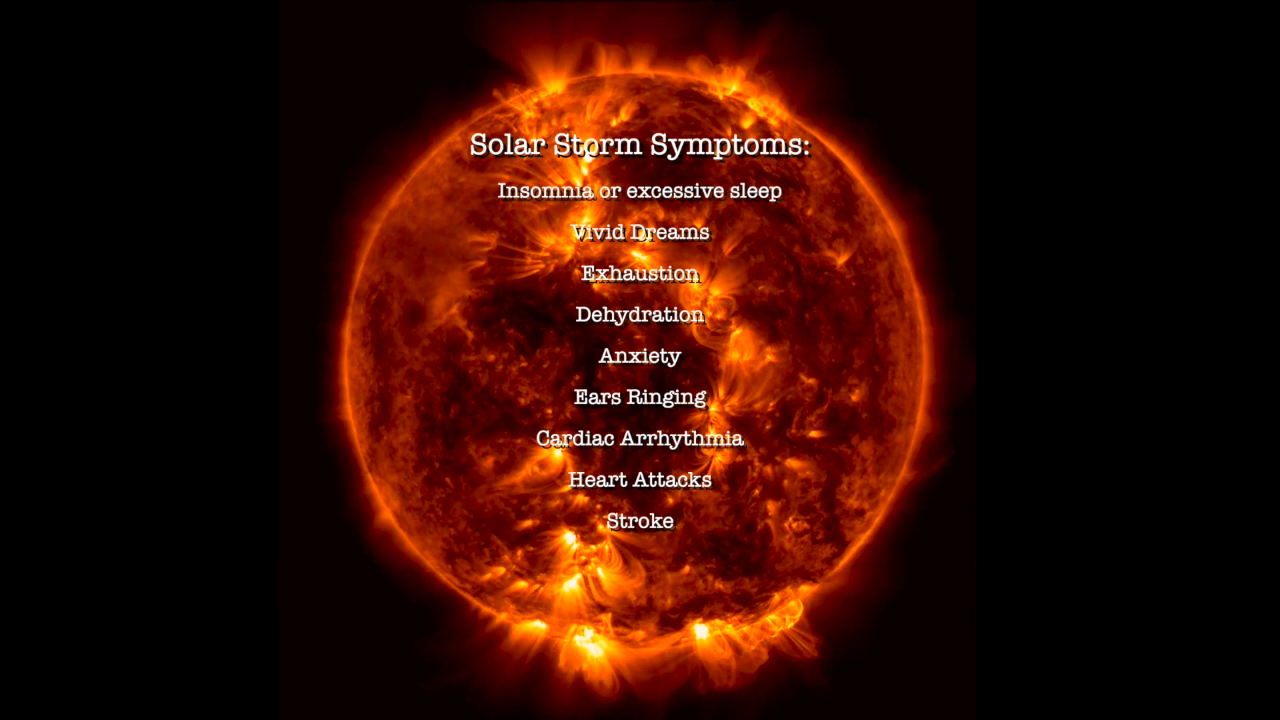 Solar Storm Symptoms:
Insomnia or excessive sleep
Vivid Dreams
Exhaustion
Dehydration
Anxiety
Ears Ringing
Cardiac Arrhythmia
Heart Attacks
Stroke